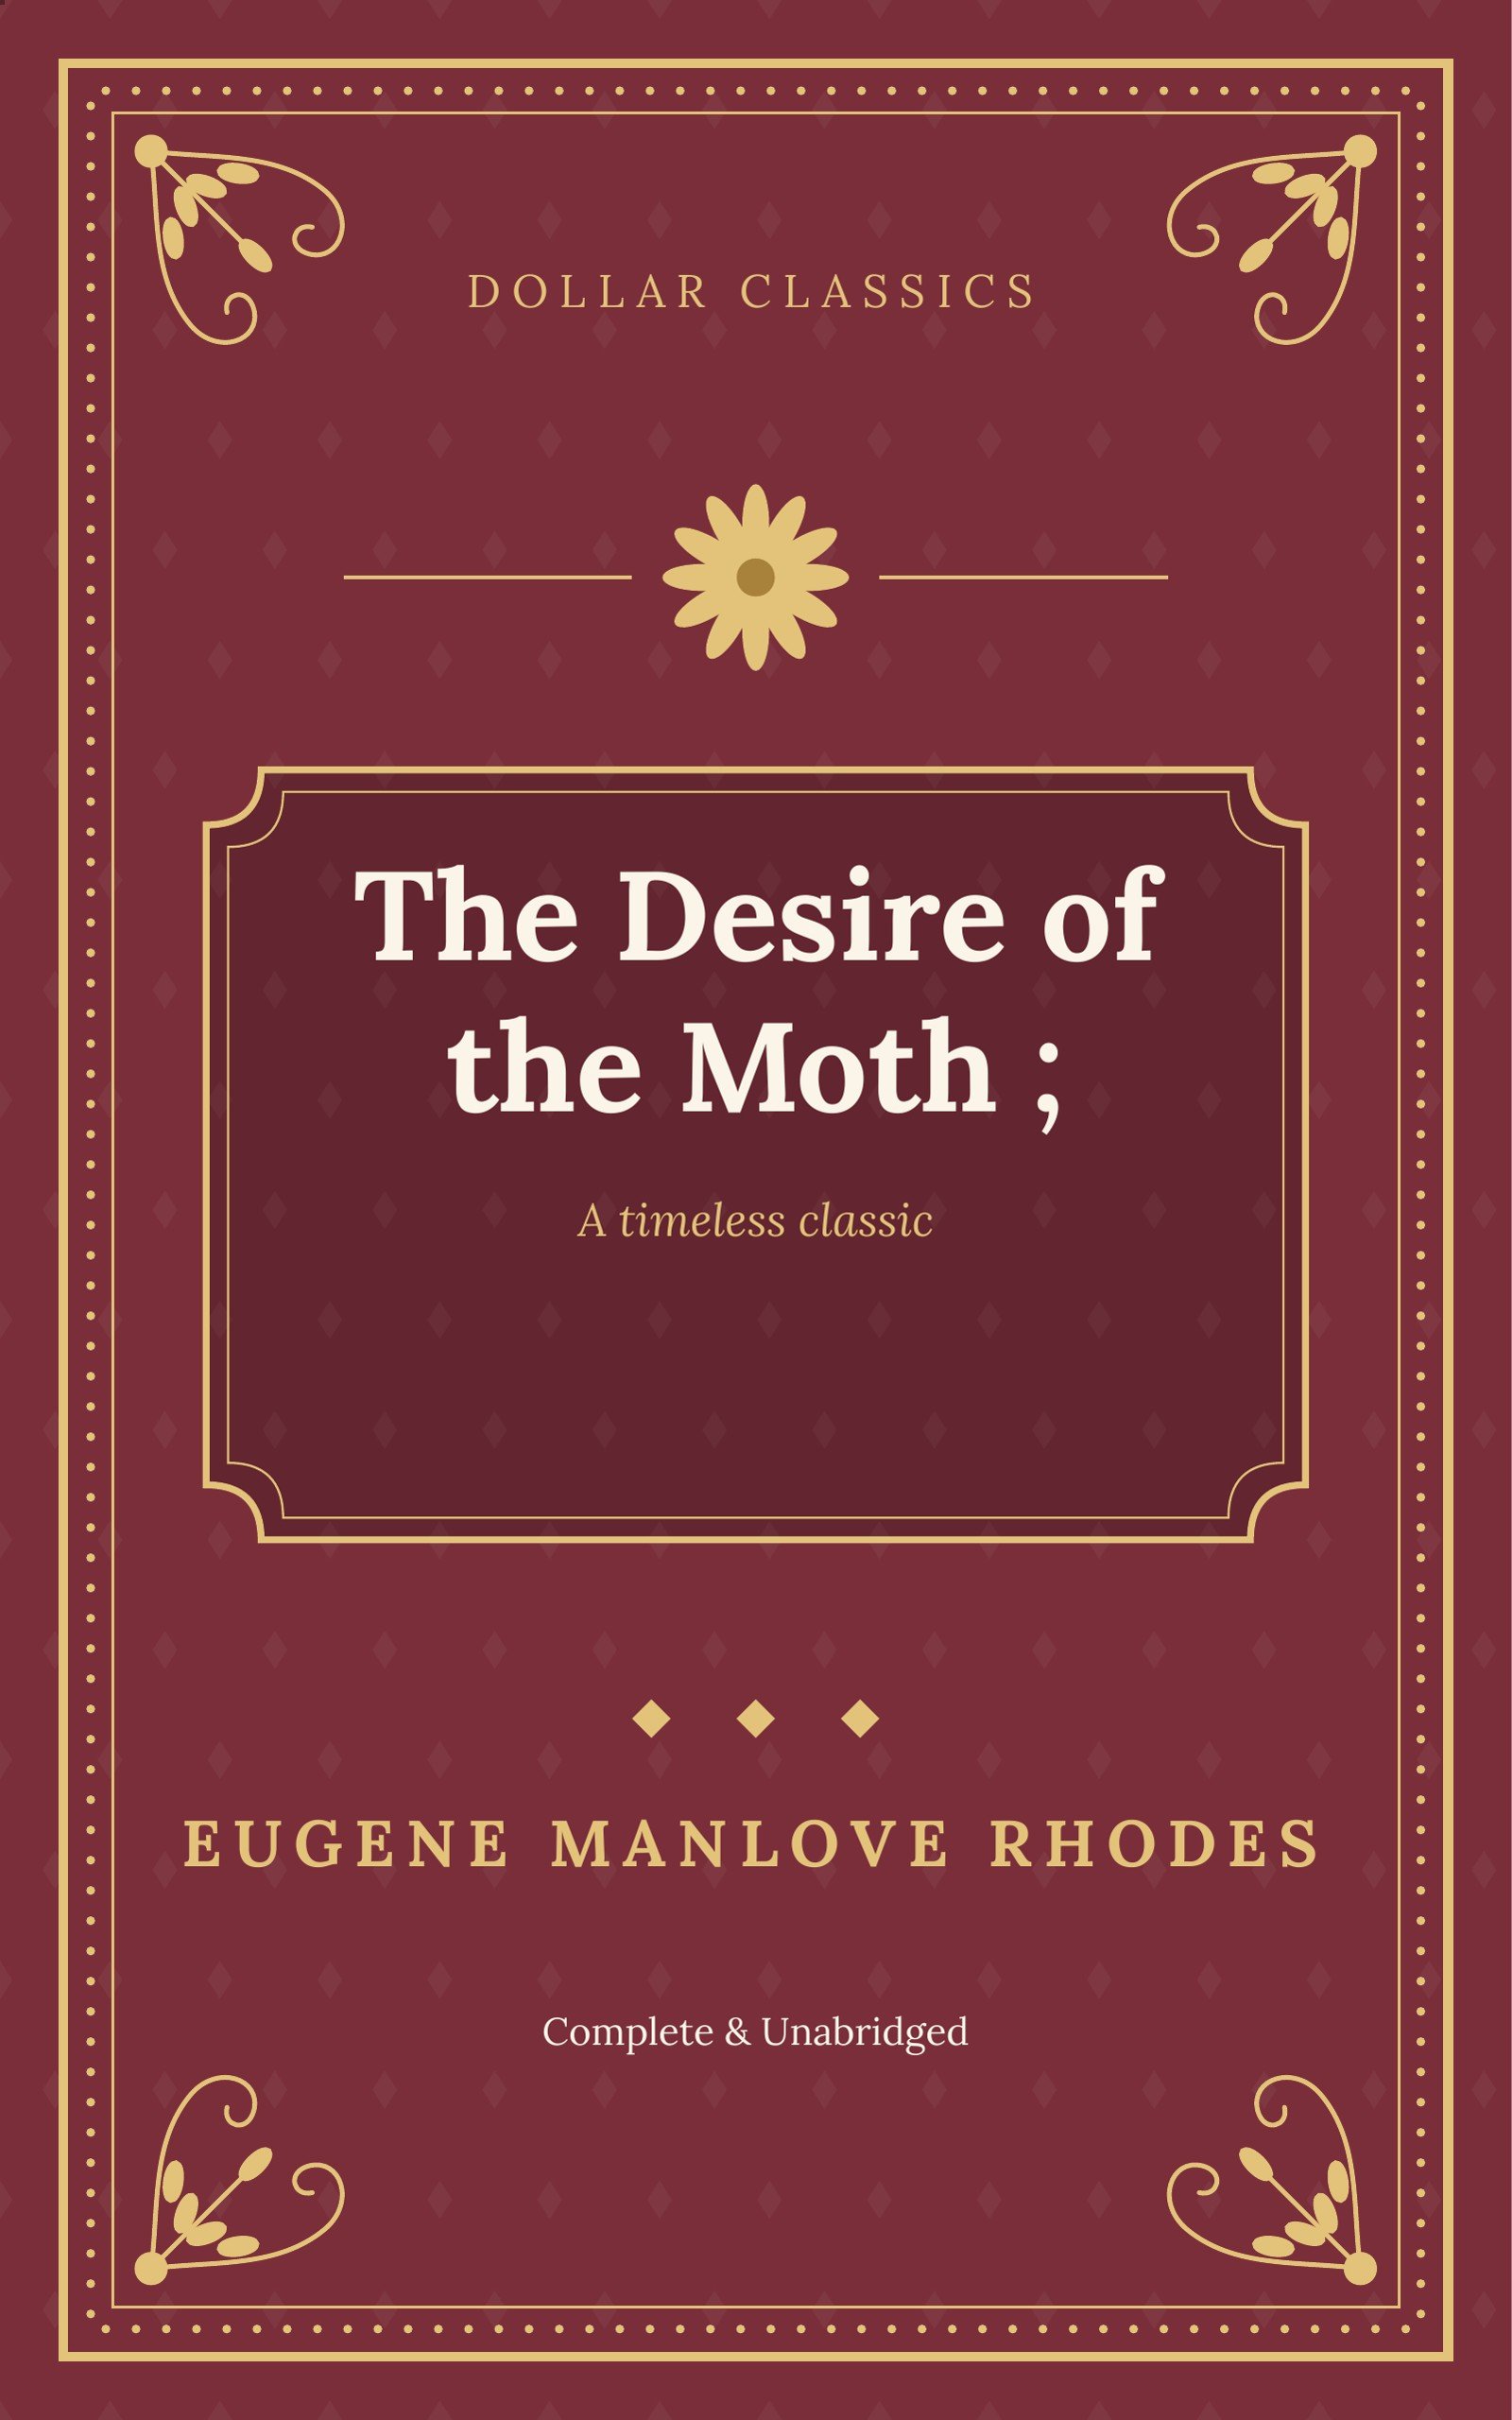 DOLLAR CLASSICS
The Desire of
the Moth ;
A timeless classic
EUGENE MANLOVE RHODES
Complete & Unabridged